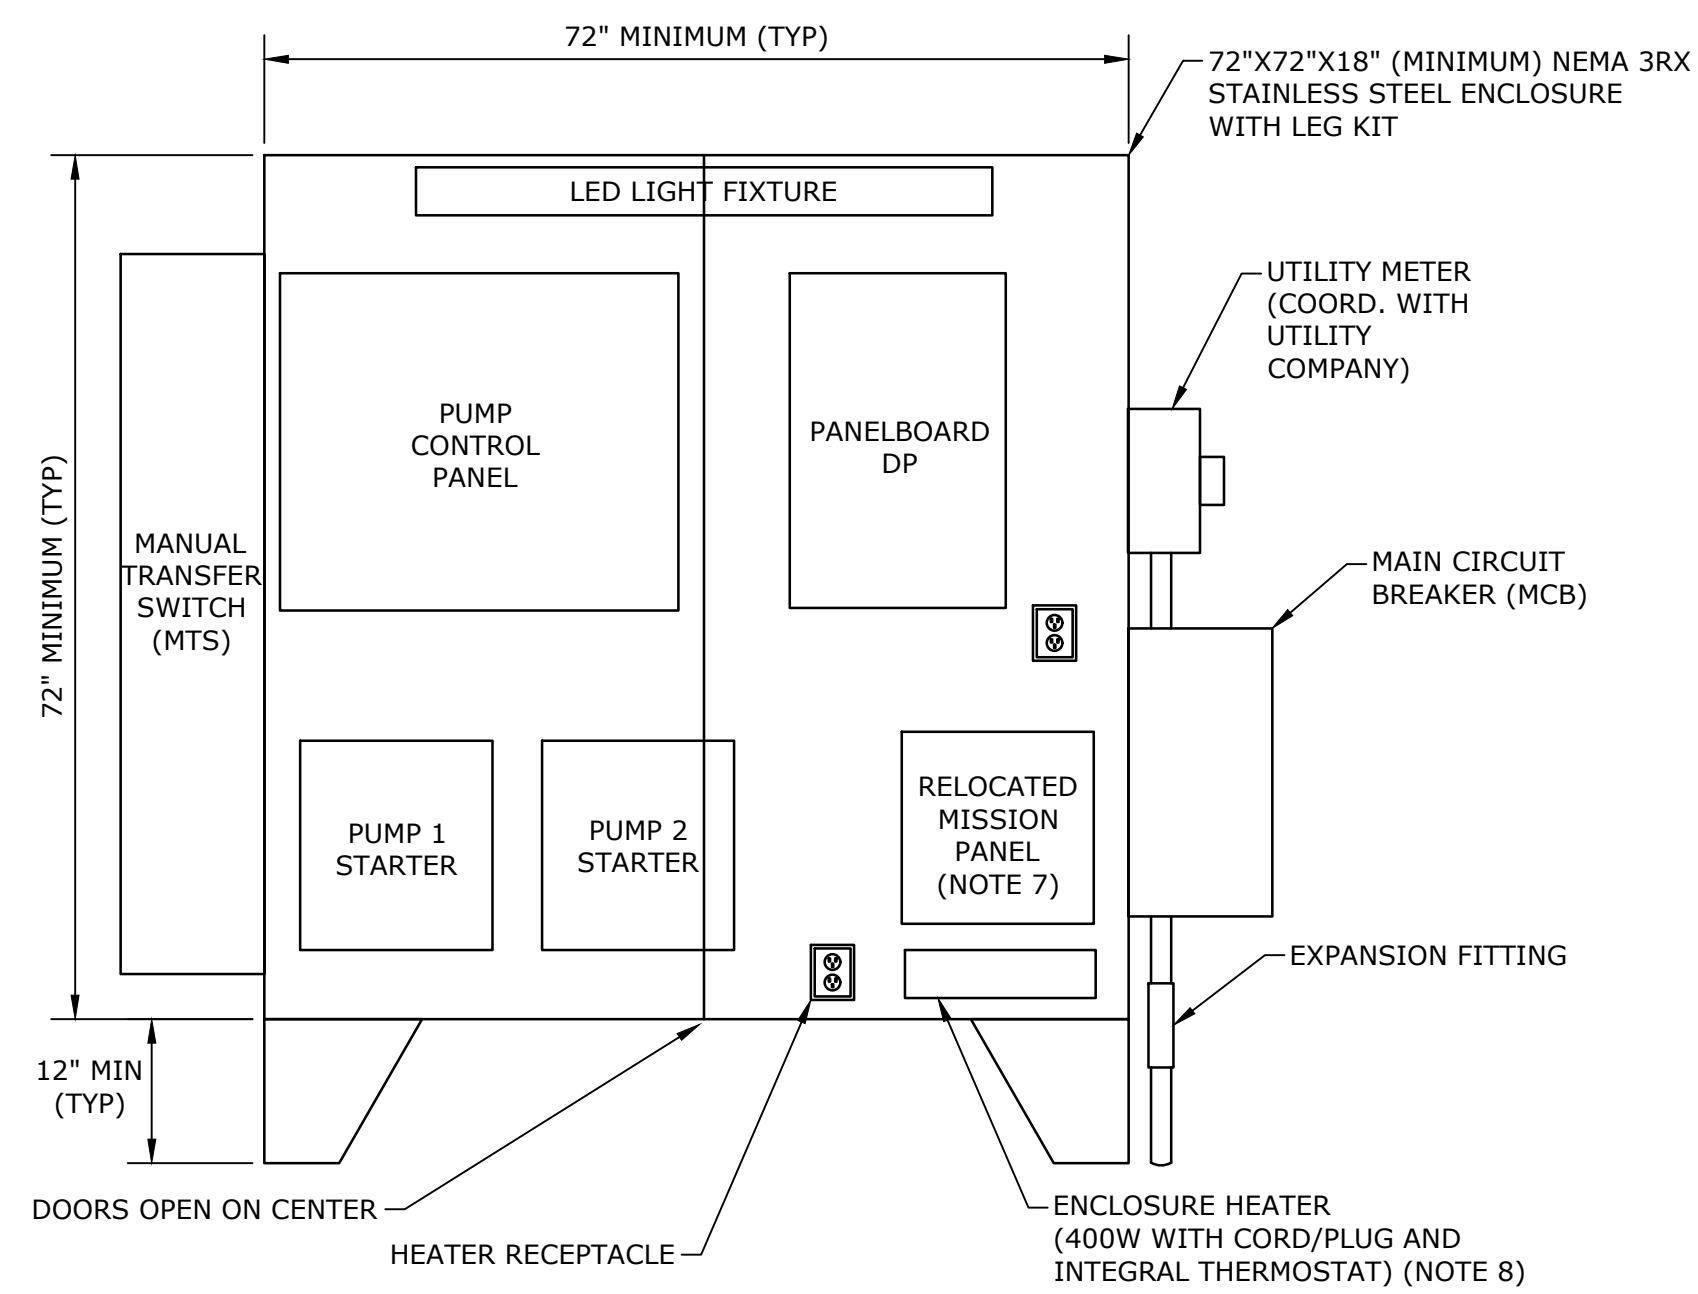 72" MINIMUM (TYP)
72"X72"X18" (MINIMUM) NEMA 3RX
STAINLESS STEEL ENCLOSURE
WITH LEG KIT
LED LIGHT FIXTURE
UTILITY METER
(COORD. WITH
UTILITY
COMPANY)
PUMP
CONTROL
PANEL
PANELBOARD
DP
72" MINIMUM (TYP)
MANUAL
TRANSFER
SWITCH
(MTS)
MAIN CIRCUIT
BREAKER (MCB)
PUMP 1
STARTER
PUMP 2
STARTER
RELOCATED
MISSION
PANEL
(NOTE 7)
EXPANSION FITTING
12" MIN
(TYP)
DOORS OPEN ON CENTER
HEATER RECEPTACLE
ENCLOSURE HEATER
(400W WITH CORD/PLUG AND
INTEGRAL THERMOSTAT) (NOTE 8)